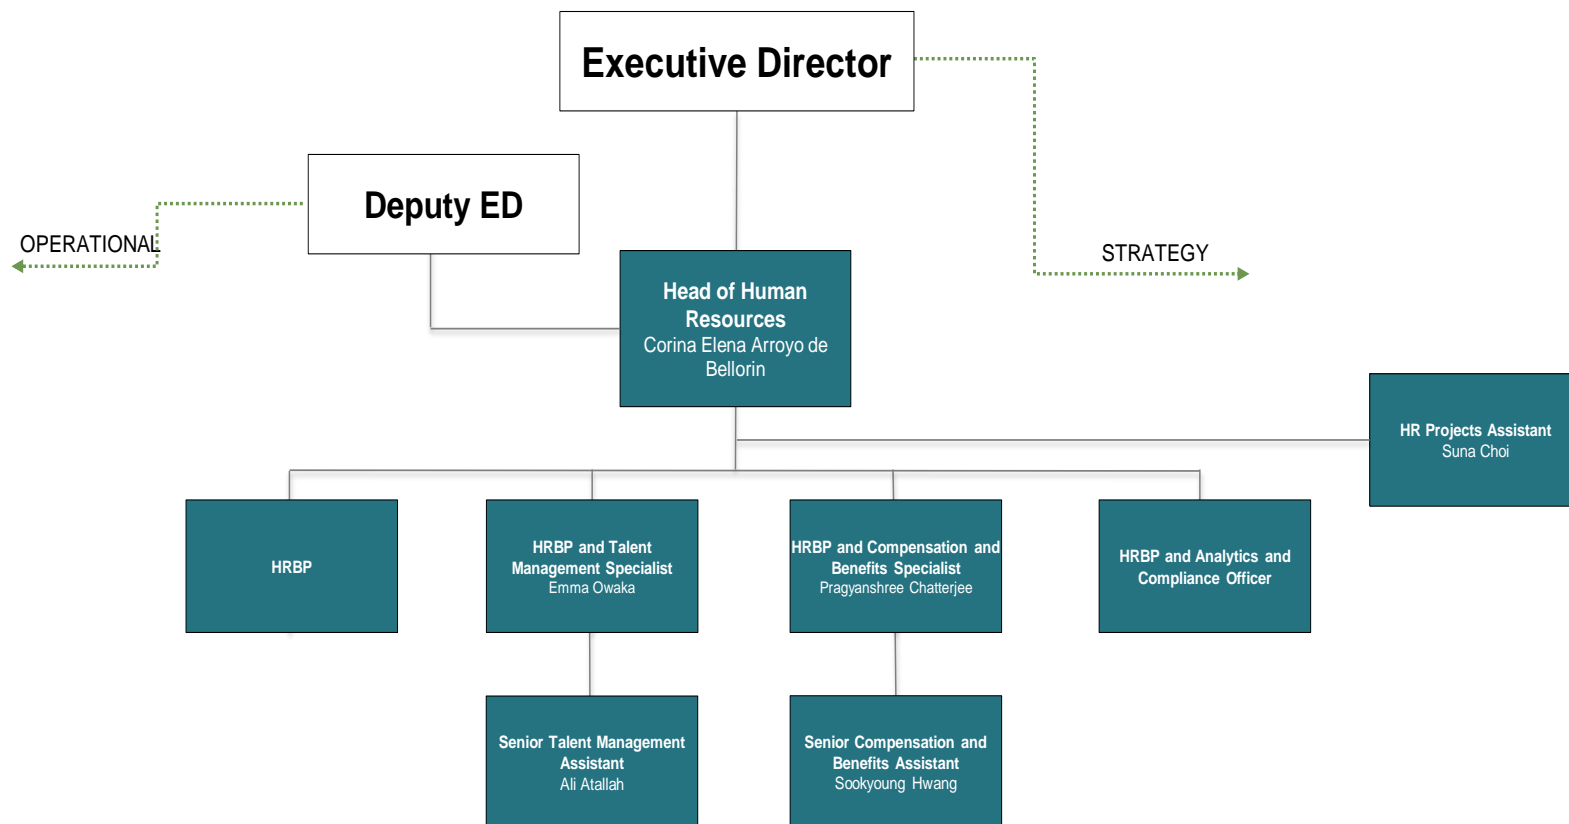 Executive Director
Deputy ED
OPERATIONAL
STRATEGY
Head of Human
Resources
Corina Elena Arroyo de
Bellorin
HR Projects Assistant
Suna Choi
HRBP
HRBP and Talent
Management Specialist
Emma Owaka
HRBP and Compensation and
Benefits Specialist
Pragyanshree Chatterjee
HRBP and Analytics and
Compliance Officer
Senior Talent Management
Assistant
Ali Atallah
Senior Compensation and
Benefits Assistant
Sookyoung Hwang